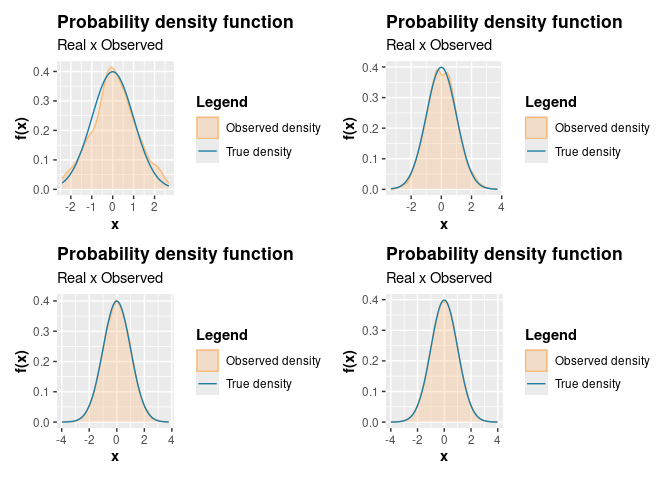 Probability density function
Real x Observed
0.4
0.3
0.2
0.1
0.0
f(x)
-2 -1 0 1 2
x
Legend
Observed density
True density
Probability density function
Real x Observed
0.4
0.3
0.2
0.1
0.0
f(x)
-2 0 2 4
x
Legend
Observed density
True density
Probability density function
Real x Observed
0.4
0.3
0.2
0.1
0.0
f(x)
-4 -2 0 2 4
x
Legend
Observed density
True density
Probability density function
Real x Observed
0.4
0.3
0.2
0.1
0.0
f(x)
-4 -2 0 2 4
x
Legend
Observed density
True density